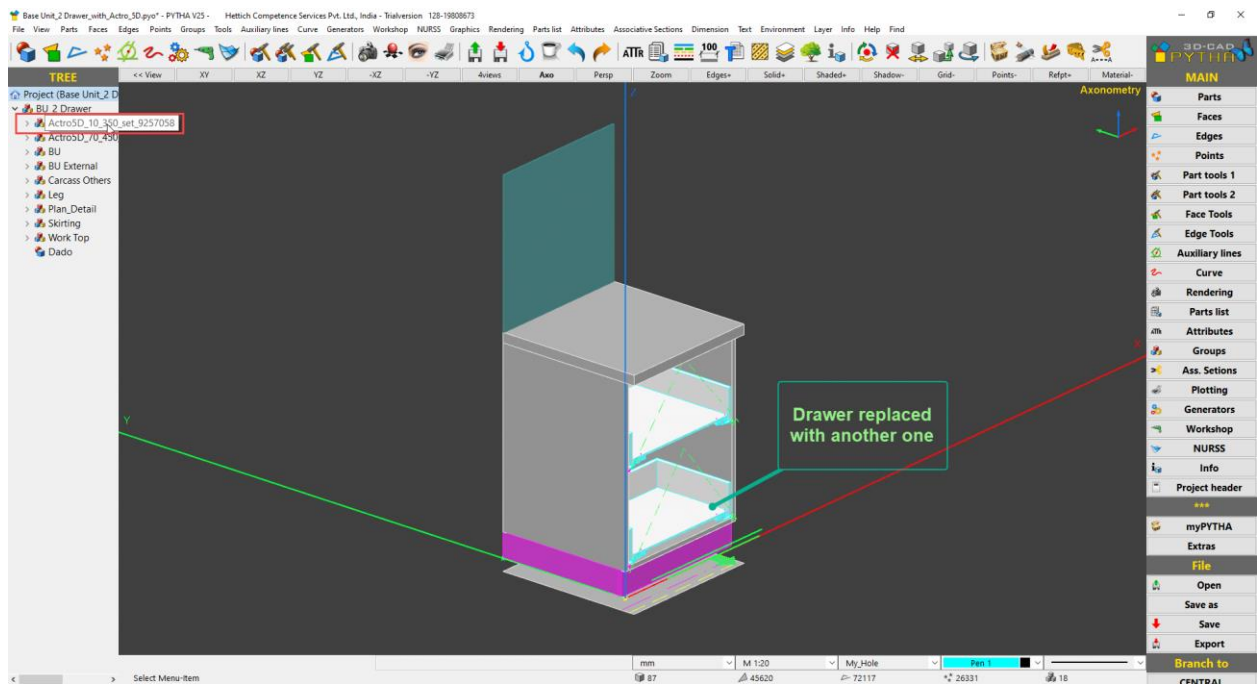 Base Unit_2 Drawer_with_Actro_5D.pyo* - PYTHA V25 - Hettich Competence Services Pvt. Ltd., India - Trialversion 128-19808673
File View Parts Faces Edges Points Groups Tools Auxiliary lines Curve Generators Workshop NURSS Graphics Rendering Parts list Attributes Associative Sections Dimension Text Environment Layer Info Help Find
ATTR 100 A---A 3D-CAD PYTHA
TREE << View XY XZ YZ -XZ -YZ 4views Axo Persp Zoom Edges+ Solid+ Shaded+ Shadow- Grid- Points- Refpt+ Material- MAIN
Project (Base Unit_2 D
BU_2 Drawer
Actro5D_10_350_set_9257058
Actro5D_70_450
BU
BU External
Carcass Others
Leg
Plan_Detail
Skirting
Work Top
Dado
Axonometry
X
Y
Drawer replaced
with another one
Parts
Faces
Edges
Points
Part tools 1
Part tools 2
Face Tools
Edge Tools
Auxiliary lines
Curve
Rendering
Parts list
Attributes
Groups
Ass. Setions
Plotting
Generators
Workshop
NURSS
Info
Project header
***
myPYTHA
Extras
File
Open
Save as
Save
Export
Branch to
CENTRAL
mm M 1:20 My_Hole Pen 1
Select Menu-Item 87 45620 72117 26331 18